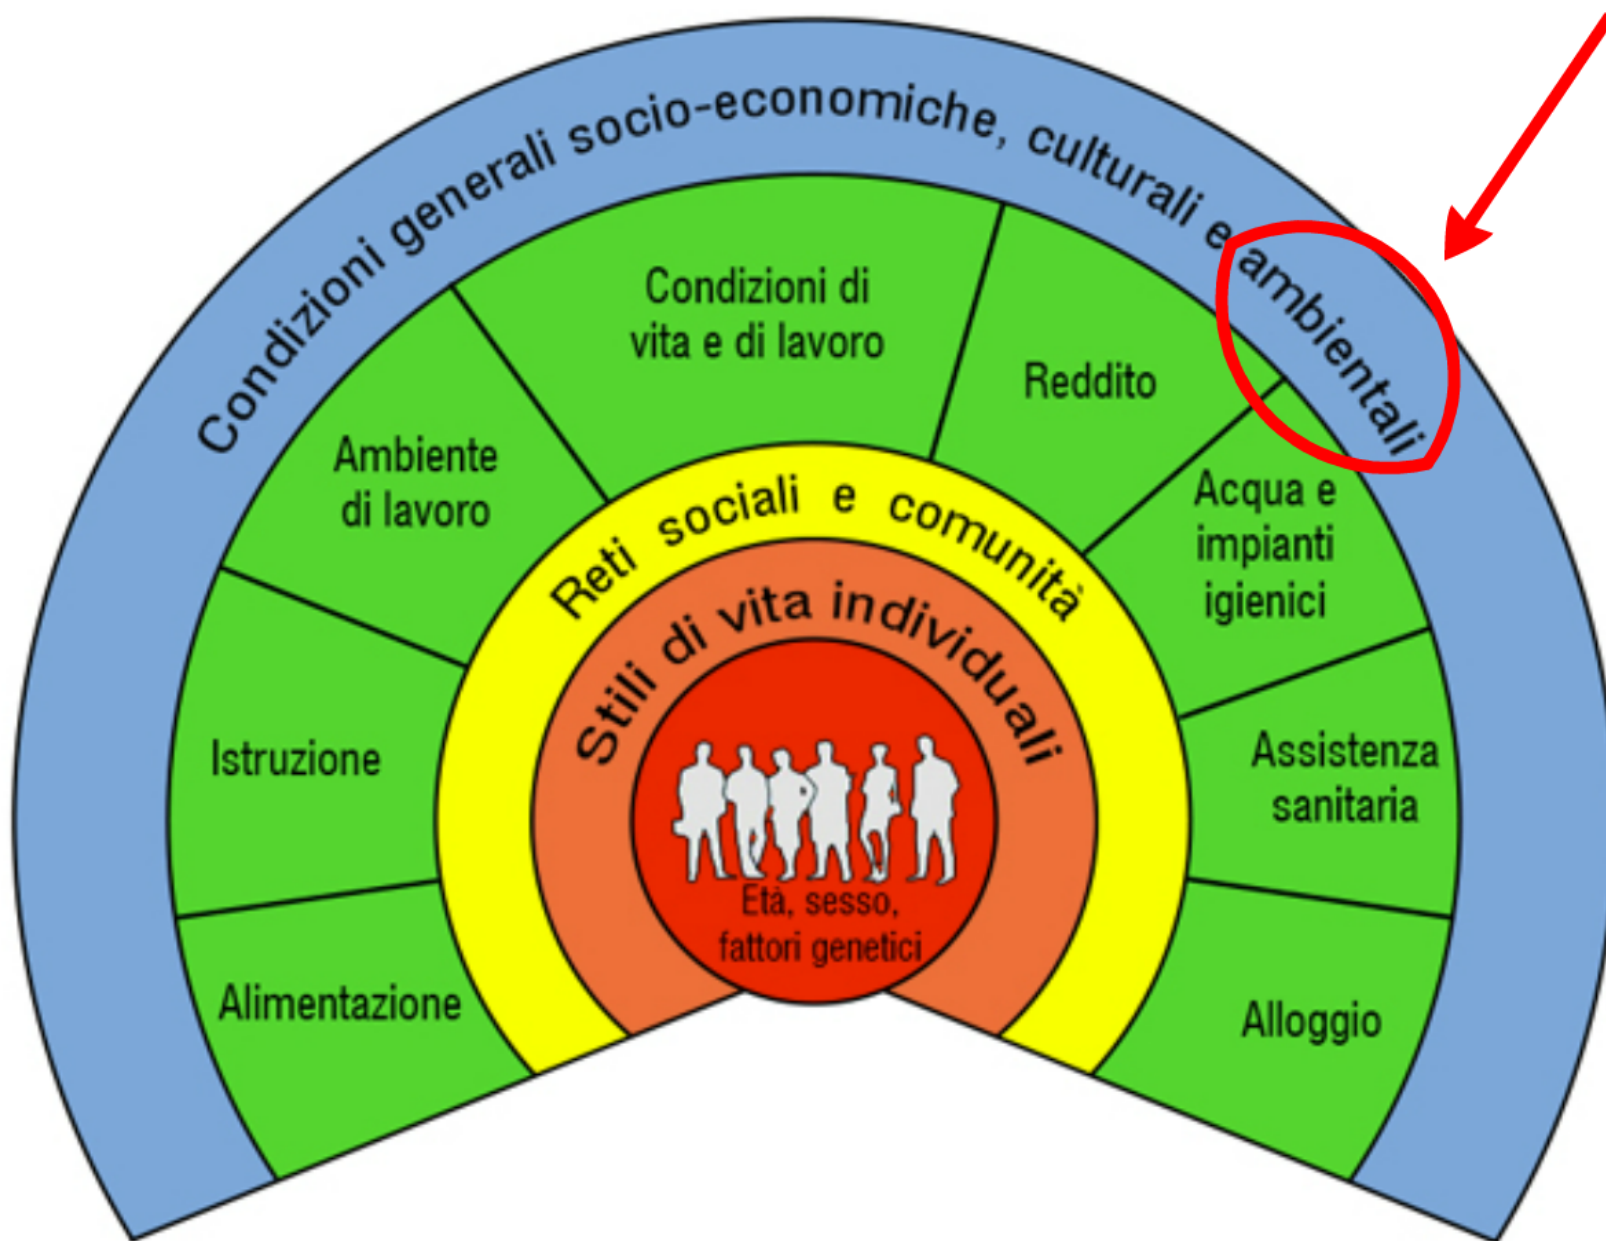 Condizioni generali socio-economiche, culturali e ambientali
Condizioni di
vita e di lavoro
Reddito
Ambiente
di lavoro
Acqua e
impianti
igienici
Reti sociali e comunità
Stili di vita individuali
Istruzione
Assistenza
sanitaria
Età, sesso,
fattori genetici
Alimentazione
Alloggio